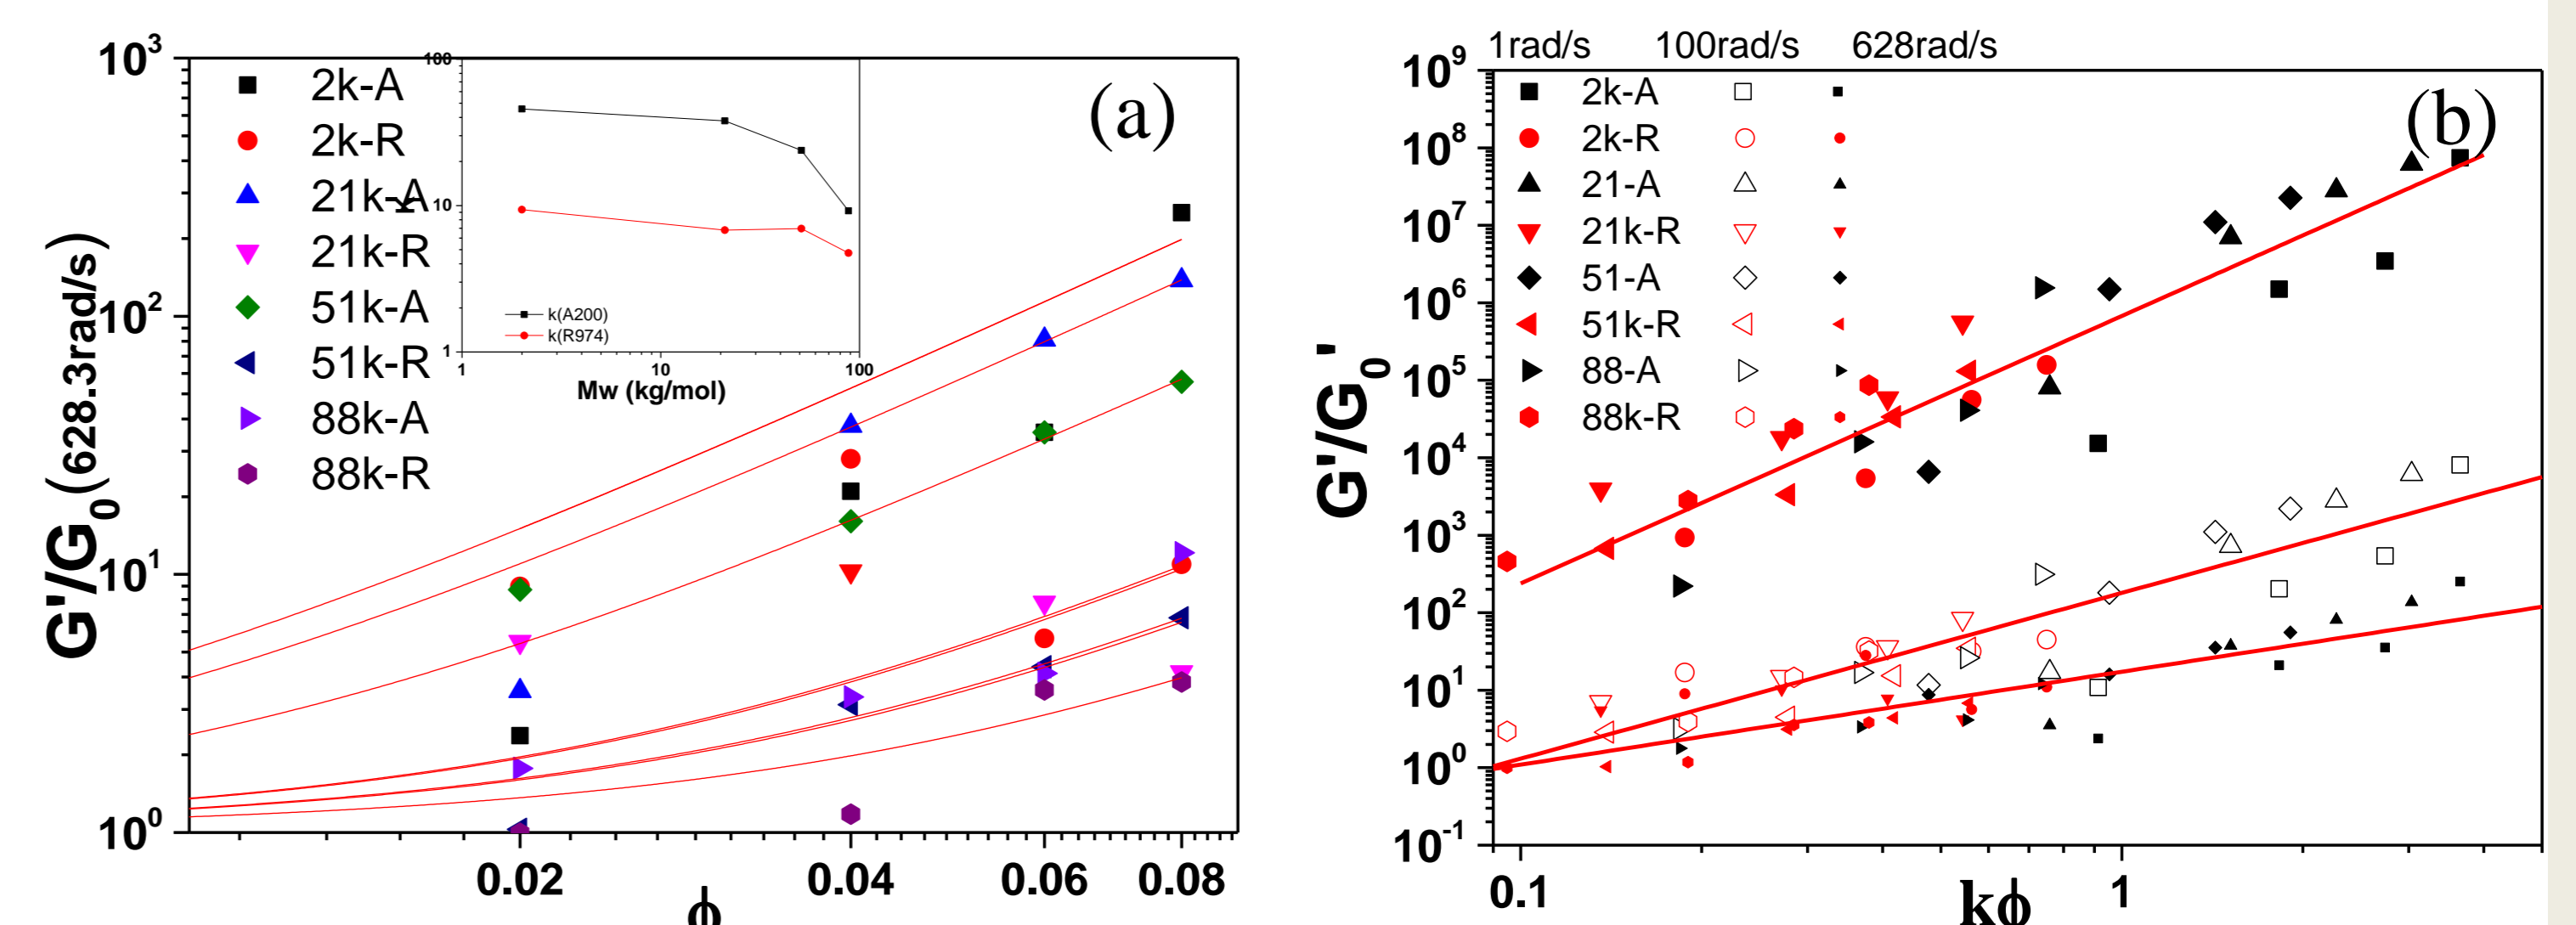 10³
10²
10¹
10⁰
G'/G₀(628.3rad/s)
2k-A
2k-R
21k-A
21k-R
51k-A
51k-R
88k-A
88k-R
(a)
100
10
1
K
k(A200)
k(R974)
1 10 100
Mw (kg/mol)
0.02 0.04 0.06 0.08
ϕ
1rad/s 100rad/s 628rad/s
10⁹
10⁸
10⁷
10⁶
10⁵
10⁴
10³
10²
10¹
10⁰
10⁻¹
G'/G₀'
2k-A
2k-R
21-A
21k-R
51-A
51k-R
88-A
88k-R
(b)
0.1 1
kϕ